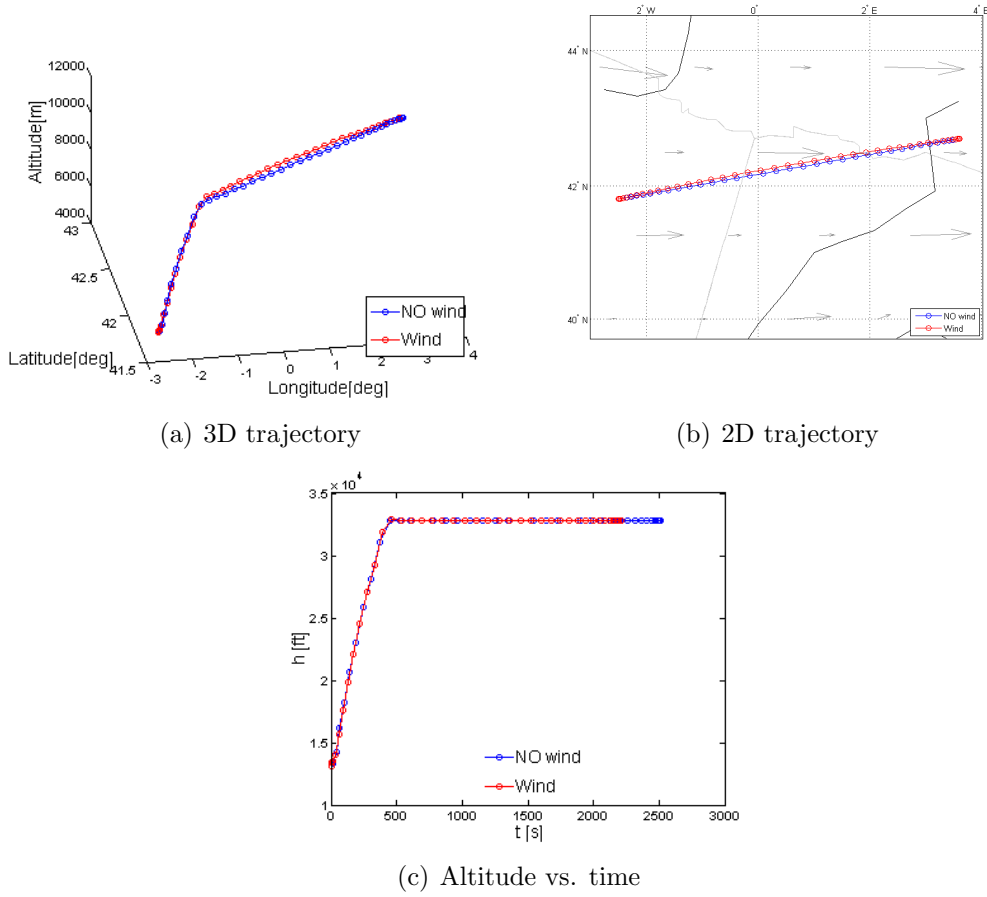 12000
10000
8000
6000
4000
Altitude[m]
43
42.5
42
41.5
Latitude[deg]
-3
-2
-1
0
1
2
3
4
Longitude[deg]
NO wind
Wind
(a) 3D trajectory
2° W
0°
2° E
4° E
44° N
42° N
40° N
NO wind
Wind
(b) 2D trajectory
× 10⁴
3.5
3
2.5
2
1.5
1
h [ft]
0
500
1000
1500
2000
2500
3000
t [s]
NO wind
Wind
(c) Altitude vs. time